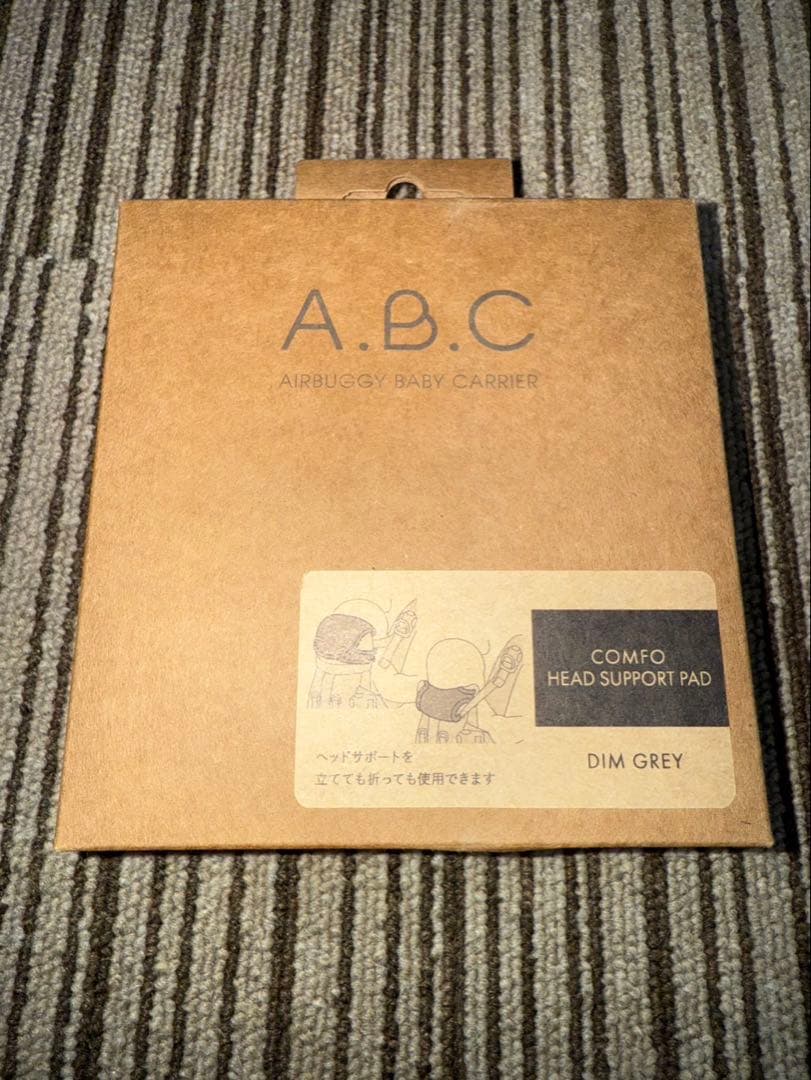 A.B.C
AIRBUGGY BABY CARRIER
COMFO
HEAD SUPPORT PAD
DIM GREY
ヘッドサポートを
立てても折っても使用できます